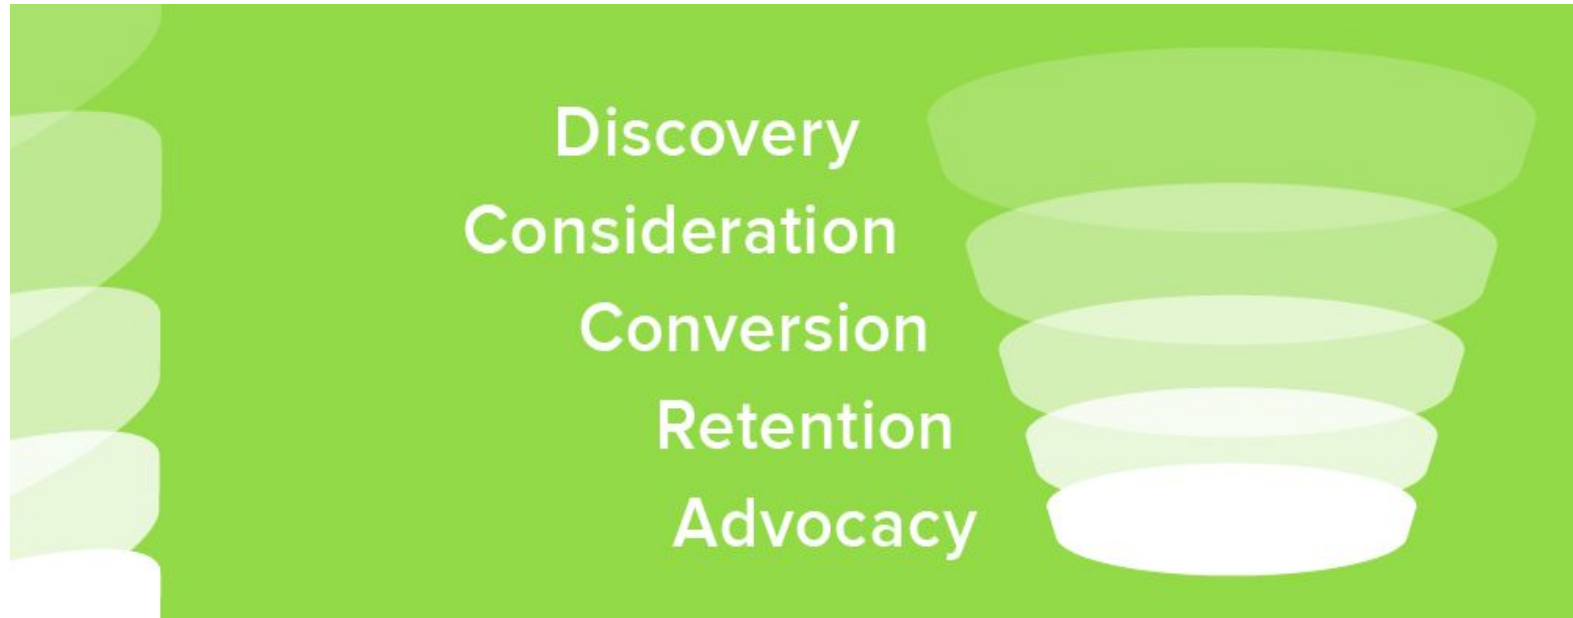 Discovery
Consideration
Conversion
Retention
Advocacy